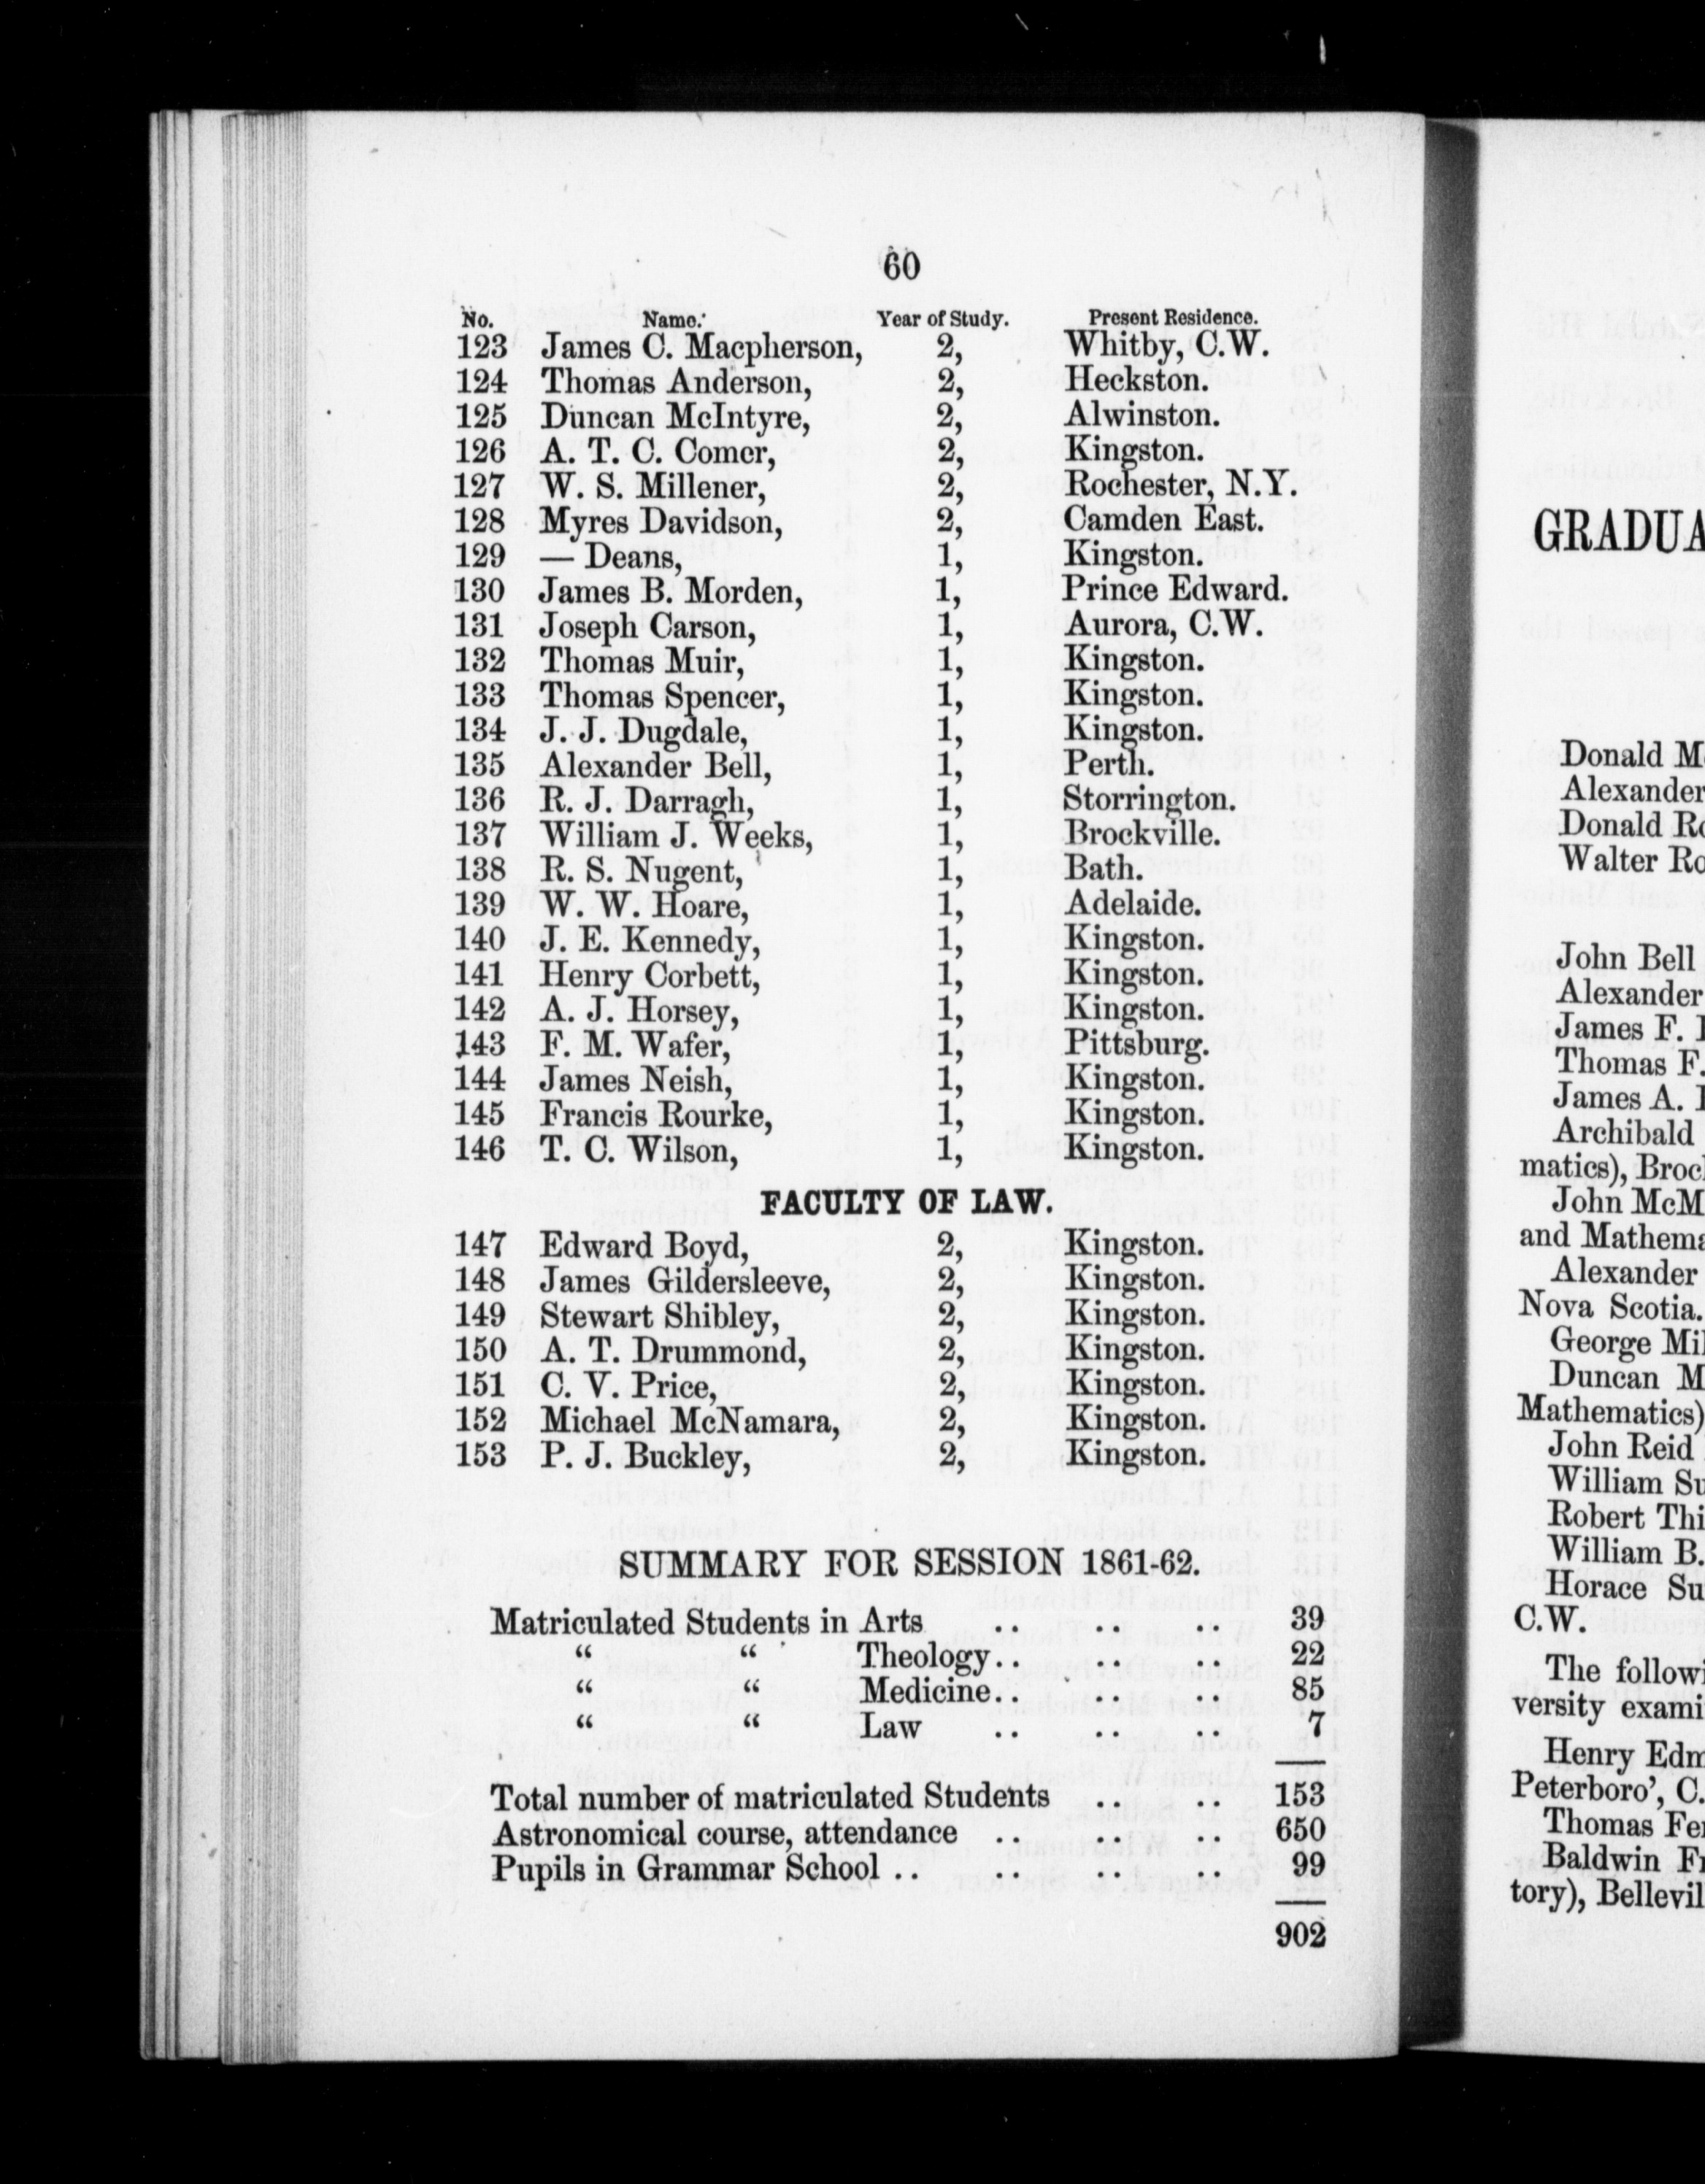 60
No. Name. Year of Study. Present Residence.
123 James C. Macpherson, 2, Whitby, C.W.
124 Thomas Anderson, 2, Heckston.
125 Duncan McIntyre, 2, Alwinston.
126 A. T. C. Comer, 2, Kingston.
127 W. S. Millener, 2, Rochester, N.Y.
128 Myres Davidson, 2, Camden East.
129 — Deans, 1, Kingston.
130 James B. Morden, 1, Prince Edward.
131 Joseph Carson, 1, Aurora, C.W.
132 Thomas Muir, 1, Kingston.
133 Thomas Spencer, 1, Kingston.
134 J. J. Dugdale, 1, Kingston.
135 Alexander Bell, 1, Perth.
136 R. J. Darragh, 1, Storrington.
137 William J. Weeks, 1, Brockville.
138 R. S. Nugent, 1, Bath.
139 W. W. Hoare, 1, Adelaide.
140 J. E. Kennedy, 1, Kingston.
141 Henry Corbett, 1, Kingston.
142 A. J. Horsey, 1, Kingston.
143 F. M. Wafer, 1, Pittsburg.
144 James Neish, 1, Kingston.
145 Francis Rourke, 1, Kingston.
146 T. C. Wilson, 1, Kingston.
FACULTY OF LAW.
147 Edward Boyd, 2, Kingston.
148 James Gildersleeve, 2, Kingston.
149 Stewart Shibley, 2, Kingston.
150 A. T. Drummond, 2, Kingston.
151 C. V. Price, 2, Kingston.
152 Michael McNamara, 2, Kingston.
153 P. J. Buckley, 2, Kingston.
SUMMARY FOR SESSION 1861-62.
Matriculated Students in Arts .. .. .. 39
“ “ Theology.. .. .. 22
“ “ Medicine.. .. .. 85
“ “ Law .. .. .. 7
Total number of matriculated Students .. .. 153
Astronomical course, attendance .. .. .. 650
Pupils in Grammar School .. .. .. .. 99
902
GRADUA
Donald
Alexander
Donald
Walter
John Bell
Alexander
James F.
Thomas F.
James A.
Archibald
matics), Broc
John McM
and Mathema
Alexander
Nova Scotia.
George Mil
Duncan M
Mathematics)
John Reid
William Su
Robert Thi
William B.
Horace Su
C.W.
The followi
versity exami
Henry Edm
Peterboro', C.
Thomas Fe
Baldwin Fr
tory), Bellevil